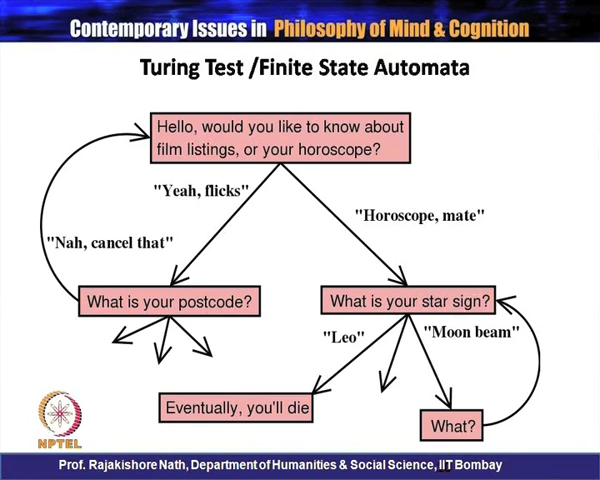 Contemporary Issues in Philosophy of Mind & Cognition
Turing Test /Finite State Automata
Hello, would you like to know about
film listings, or your horoscope?
"Yeah, flicks"
"Horoscope, mate"
"Nah, cancel that"
What is your postcode?
What is your star sign?
"Leo"
"Moon beam"
Eventually, you'll die
What?
NPTEL
Prof. Rajakishore Nath, Department of Humanities & Social Science, IIT Bombay